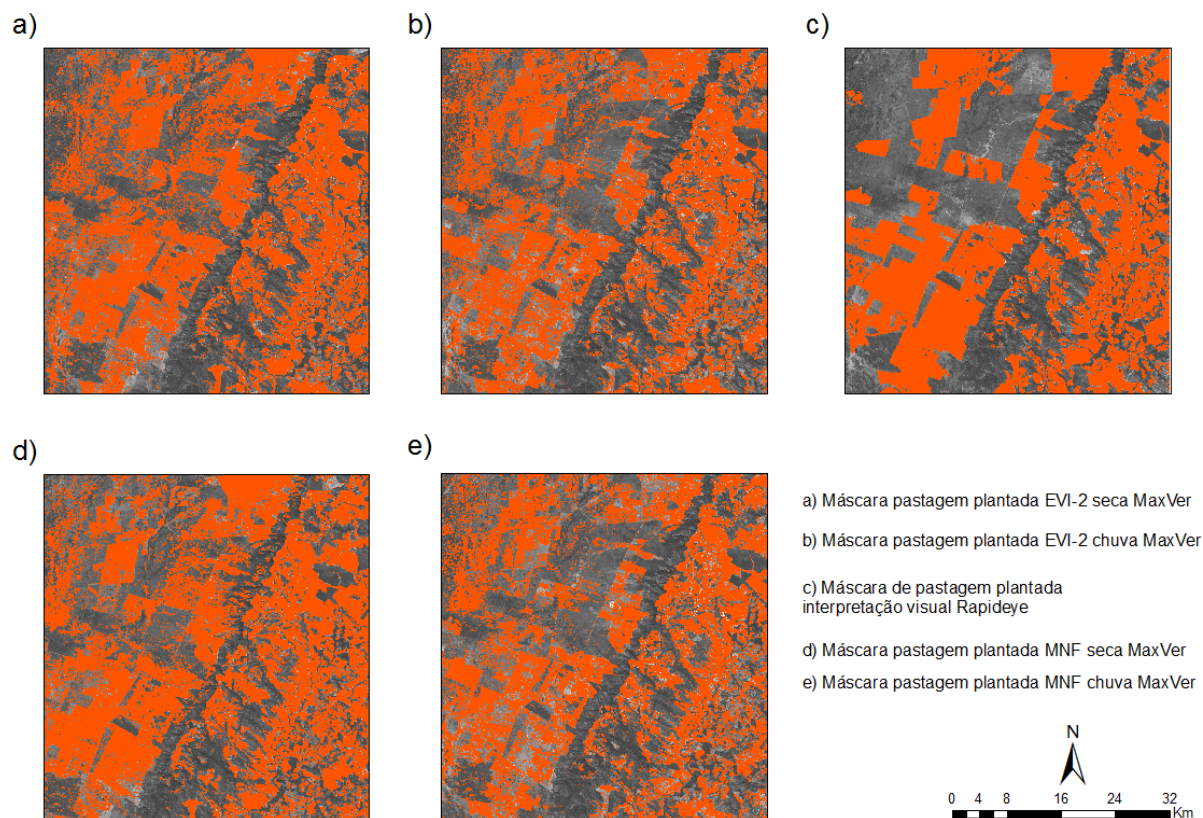 a)
b)
c)
d)
e)
a) Máscara pastagem plantada EVI-2 seca MaxVer
b) Máscara pastagem plantada EVI-2 chuva MaxVer
c) Máscara de pastagem plantada
interpretação visual Rapideye
d) Máscara pastagem plantada MNF seca MaxVer
e) Máscara pastagem plantada MNF chuva MaxVer
N
0 4 8 16 24 32
Km